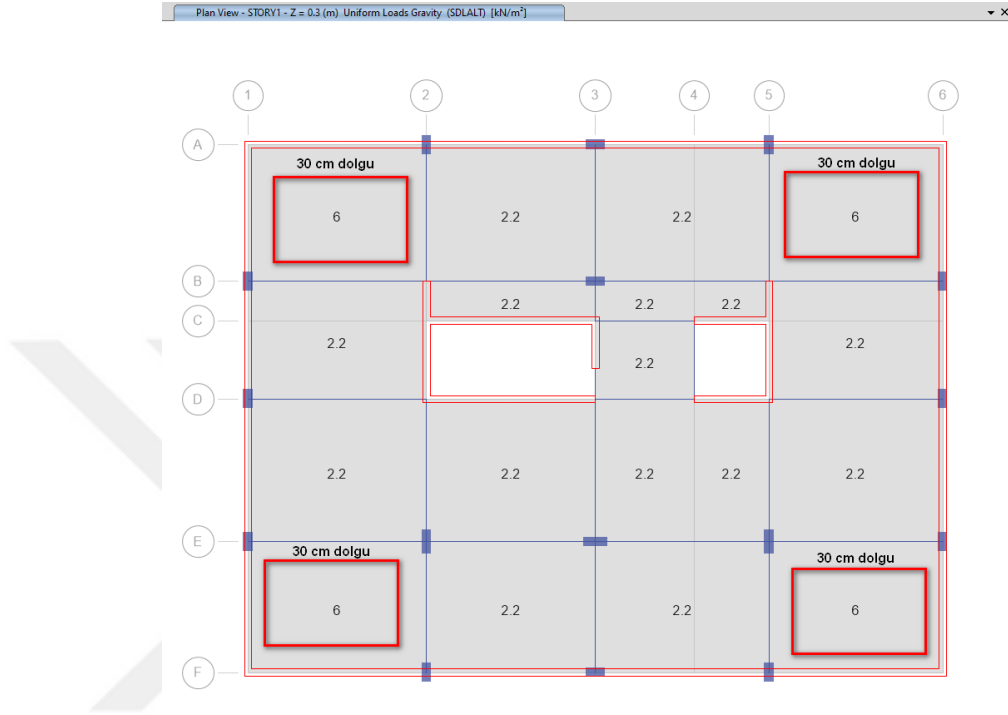 Plan View - STORY1 - Z = 0.3 (m) Uniform Loads Gravity (SDLALT) [kN/m²]
1 2 3 4 5 6
A
30 cm dolgu 30 cm dolgu
6 2.2 2.2 6
B
2.2 2.2 2.2
C
2.2 2.2 2.2
D
2.2 2.2 2.2 2.2 2.2
E
30 cm dolgu 30 cm dolgu
6 2.2 2.2 6
F